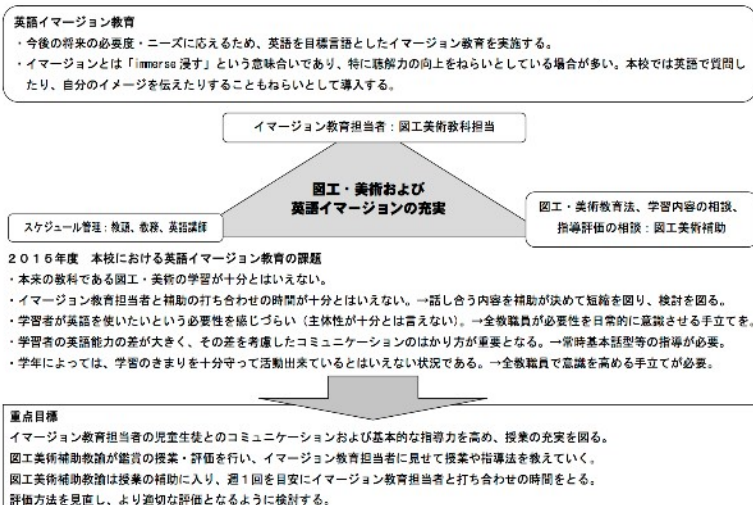 英語イマージョン教育
・今後の将来の必要度・ニーズに応えるため、英語を目標言語としたイマージョン教育を実施する。
・イマージョンとは「immerse 浸す」という意味合いであり、特に聴解力の向上をねらいとしている場合が多い。本校では英語で質問し
たり、自分のイメージを伝えたりすることもねらいとして導入する。
イマージョン教育担当者：図工美術教科担当
図工・美術および
英語イマージョンの充実
スケジュール管理：教頭、教務、英語講師
図工・美術教育法、学習内容の相談、
指導評価の相談：図工美術補助
２０１６年度　本校における英語イマージョン教育の課題
・本来の教科である図工・美術の学習が十分とはいえない。
・イマージョン教育担当者と補助の打ち合わせの時間が十分とはいえない。→話し合う内容を補助が決めて短縮を図り、検討を図る。
・学習者が英語を使いたいという必要性を感じづらい（主体性が十分とは言えない）。→全教職員が必要性を日常的に意識させる手立てを。
・学習者の英語能力の差が大きく、その差を考慮したコミュニケーションのはかり方が重要となる。→常時基本話型等の指導が必要。
・学年によっては、学習のきまりを十分守って活動出来ているとはいえない状況である。→全教職員で意識を高める手立てが必要。
重点目標
イマージョン教育担当者の児童生徒とのコミュニケーションおよび基本的な指導力を高め、授業の充実を図る。
図工美術補助教諭が鑑賞の授業・評価を行い、イマージョン教育担当者に見せて授業や指導法を教えていく。
図工美術補助教諭は授業の補助に入り、週１回を目安にイマージョン教育担当者と打ち合わせの時間をとる。
評価方法を見直し、より適切な評価となるように検討する。